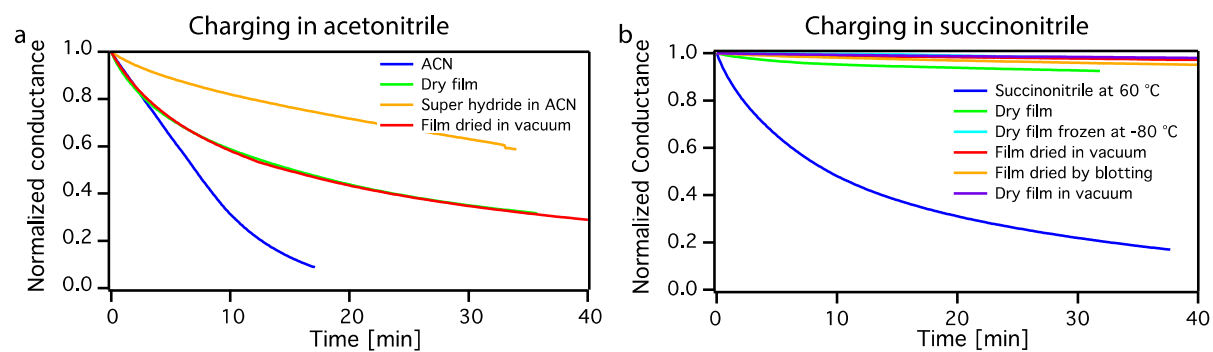 Charging in acetonitrile
a
Normalized conductance
1.0
0.8
0.6
0.4
0.2
0.0
ACN
Dry film
Super hydride in ACN
Film dried in vacuum
0
10
20
30
40
Time [min]
Charging in succinonitrile
b
Normalized Conductance
1.0
0.8
0.6
0.4
0.2
0.0
Succinonitrile at 60 °C
Dry film
Dry film frozen at -80 °C
Film dried in vacuum
Film dried by blotting
Dry film in vacuum
0
10
20
30
40
Time [min]